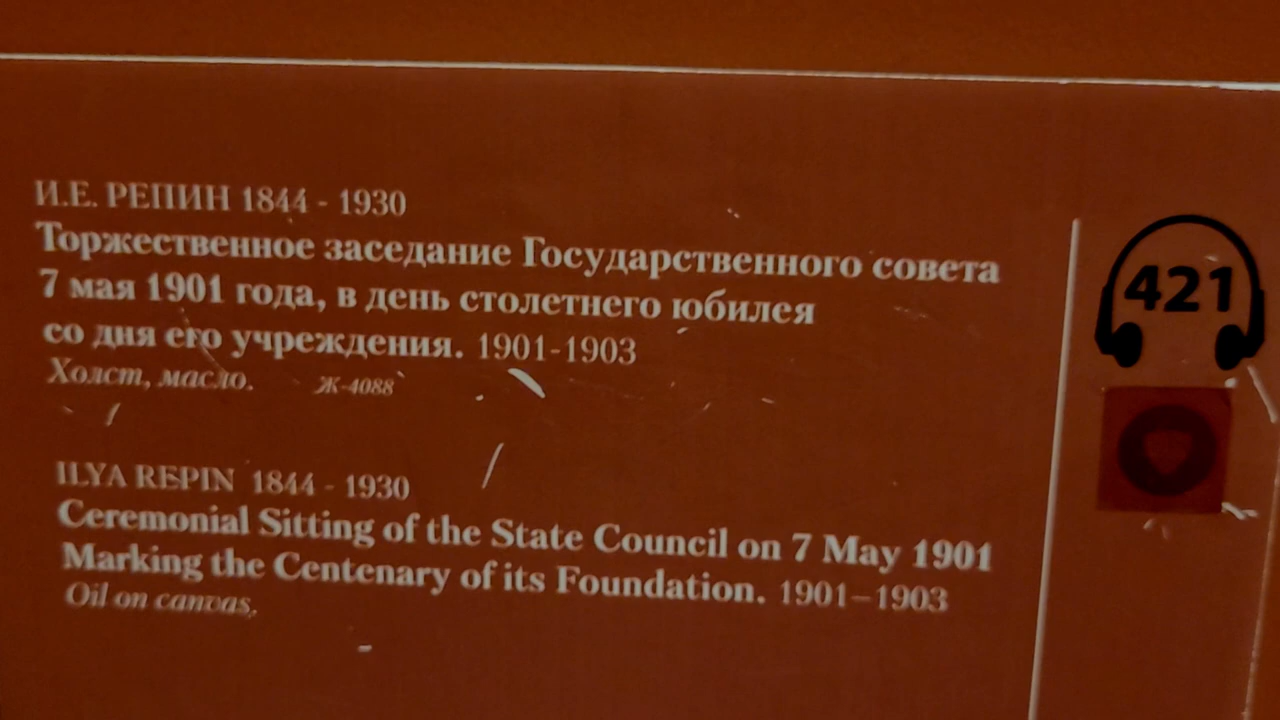 И.Е. РЕПИН 1844 - 1930
Торжественное заседание Государственного совета
7 мая 1901 года, в день столетнего юбилея
со дня его учреждения. 1901-1903
Холст, масло. Ж-4088
421
ILYA REPIN 1844 - 1930
Ceremonial Sitting of the State Council on 7 May 1901
Marking the Centenary of its Foundation. 1901–1903
Oil on canvas.